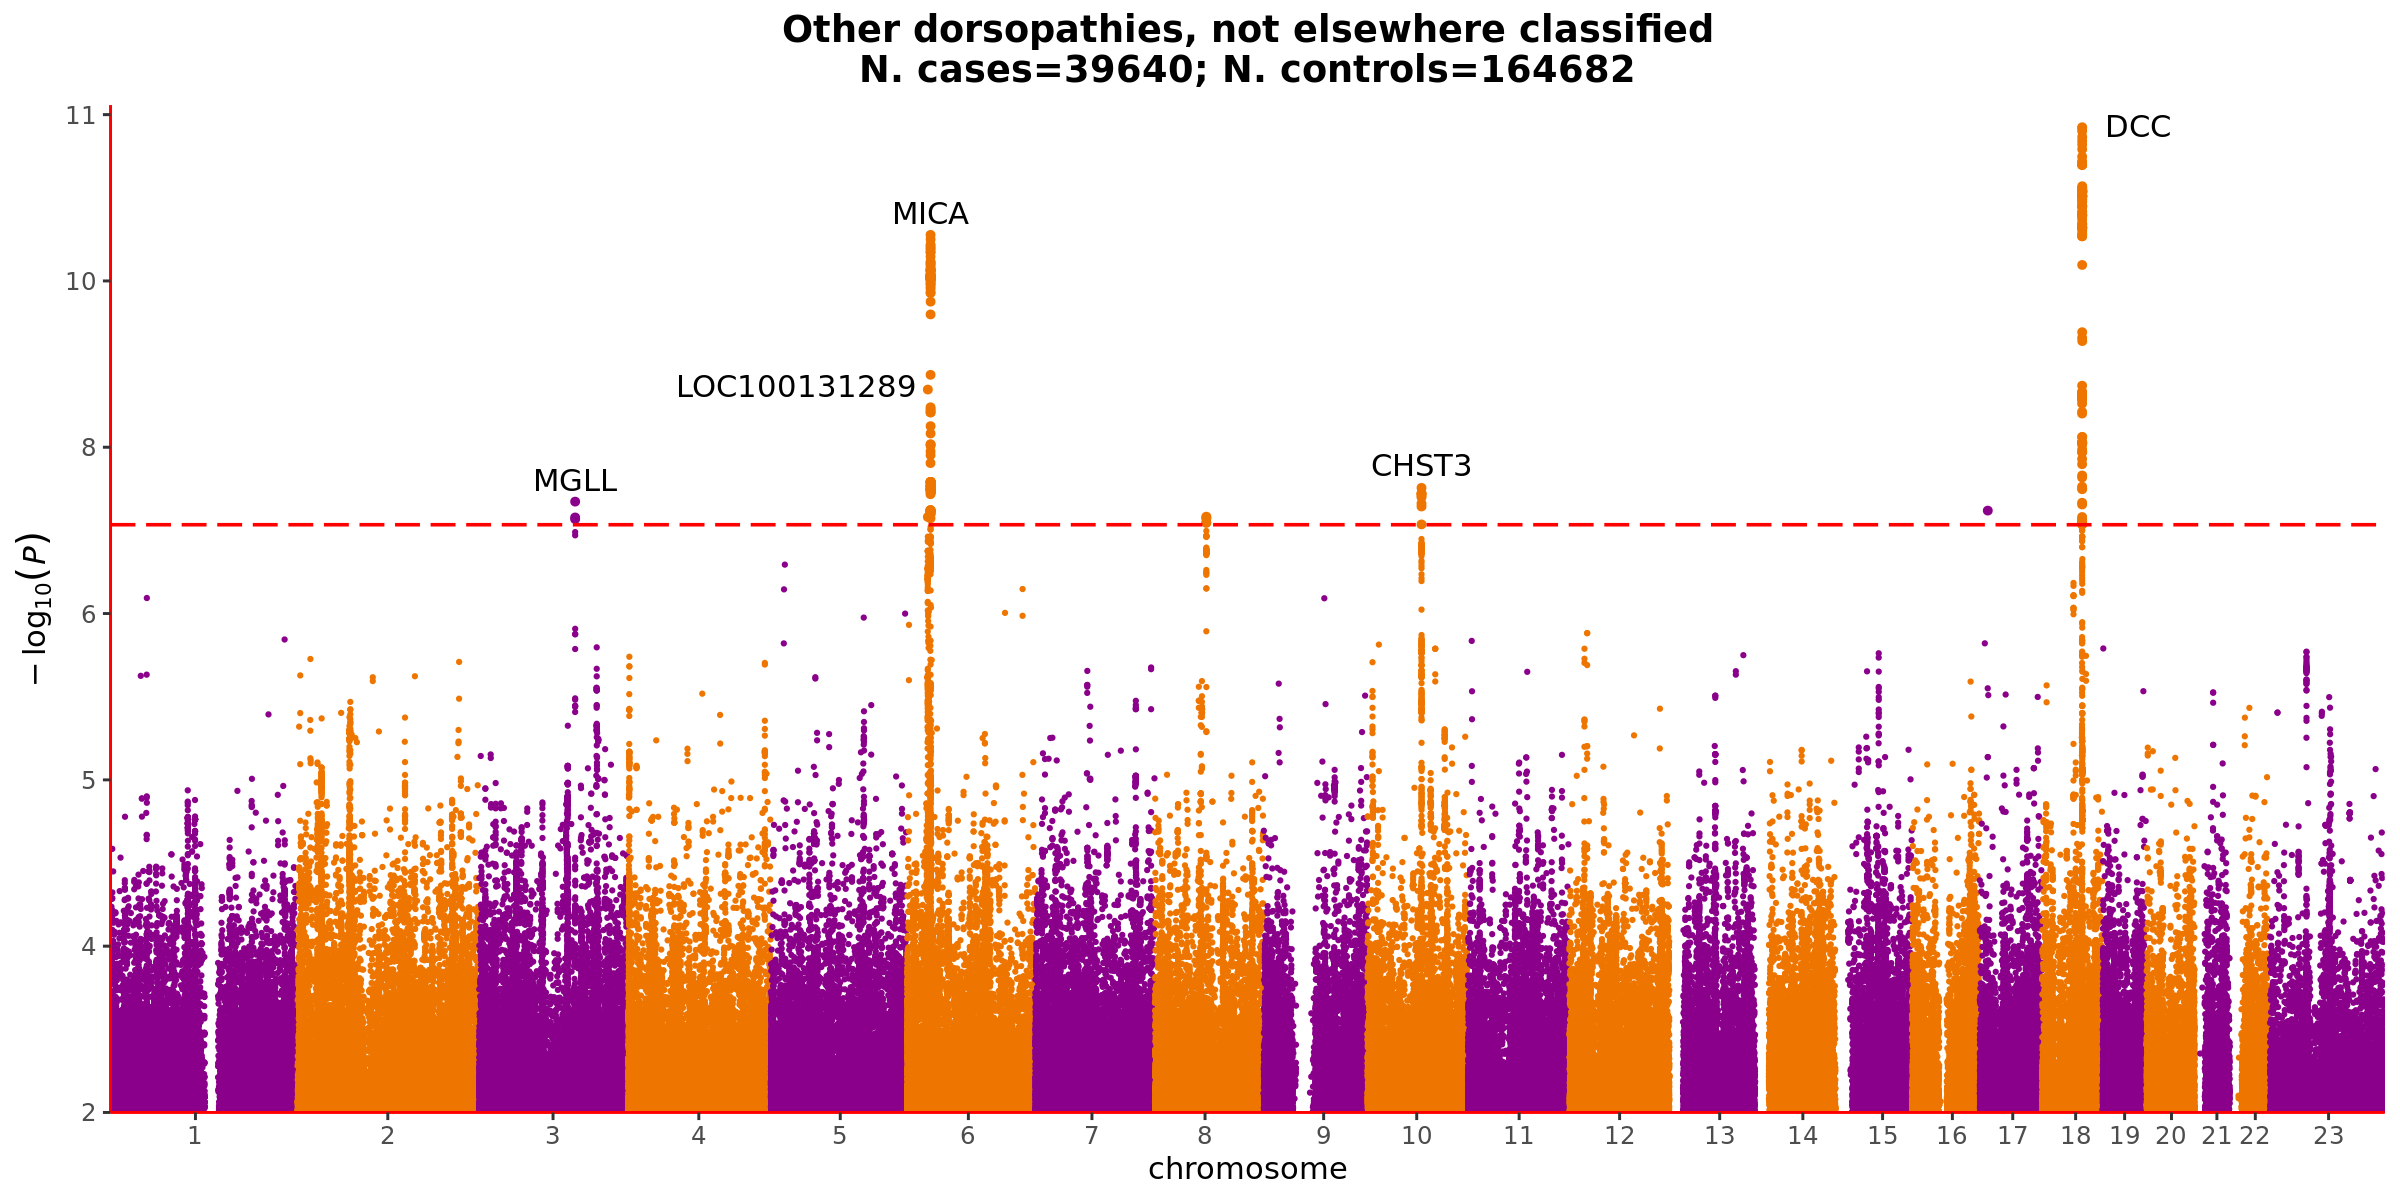 Other dorsopathies, not elsewhere classified
N. cases=39640; N. controls=164682
11
DCC
MICA
10
LOC100131289
8
CHST3
MGLL
−log10(P)
6
5
4
2
1 2 3 4 5 6 7 8 9 10 11 12 13 14 15 16 17 18 19 20 21 22 23
chromosome